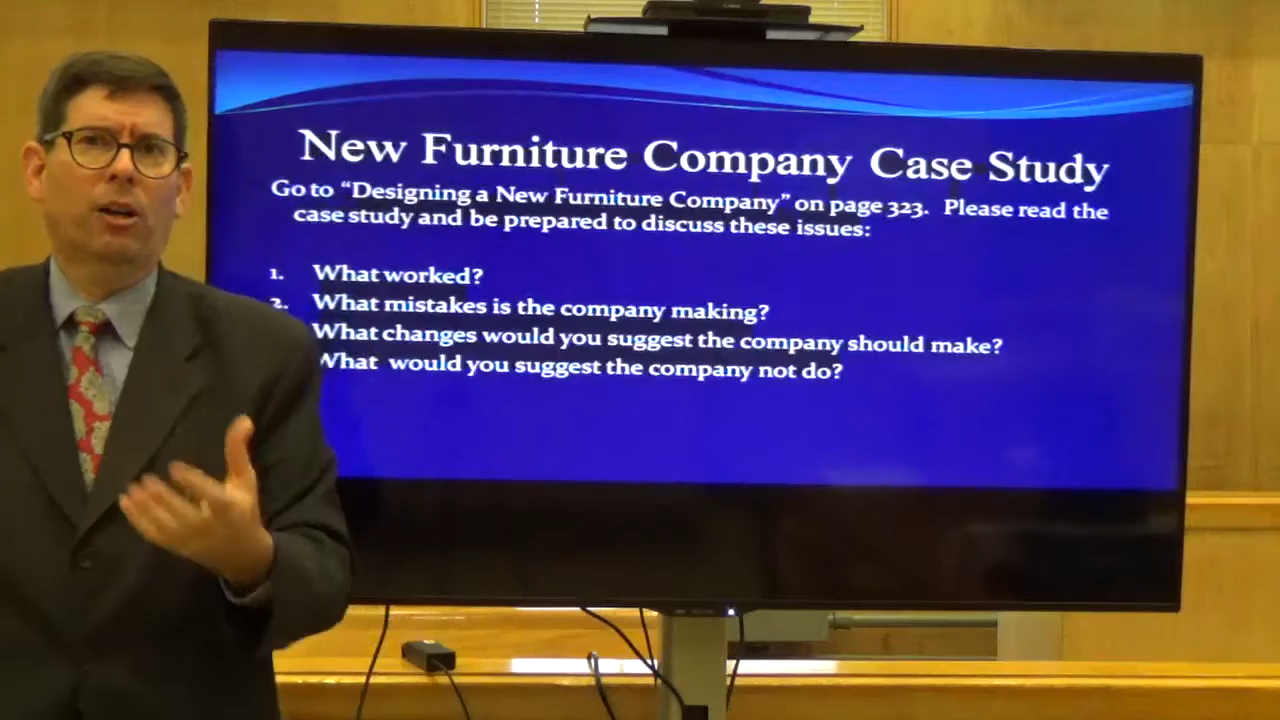 New Furniture Company Case Study
Go to “Designing a New Furniture Company” on page 323. Please read the
case study and be prepared to discuss these issues:
1. What worked?
2. What mistakes is the company making?
What changes would you suggest the company should make?
What would you suggest the company not do?